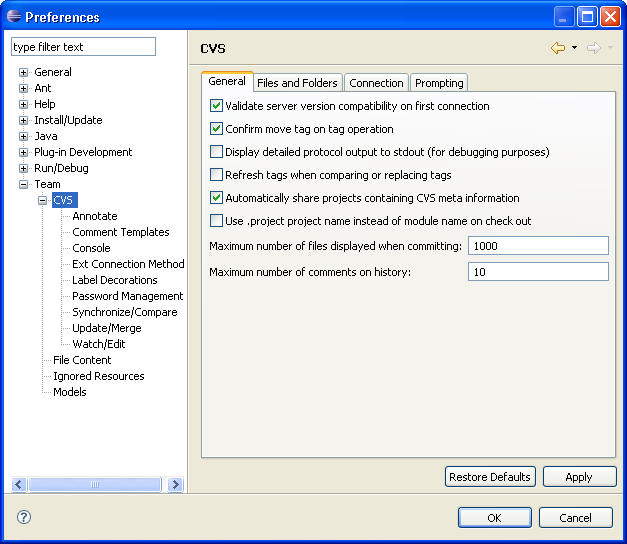 Preferences
type filter text
General
Ant
Help
Install/Update
Java
Plug-in Development
Run/Debug
Team
CVS
Annotate
Comment Templates
Console
Ext Connection Method
Label Decorations
Password Management
Synchronize/Compare
Update/Merge
Watch/Edit
File Content
Ignored Resources
Models
CVS
General Files and Folders Connection Prompting
Validate server version compatibility on first connection
Confirm move tag on tag operation
Display detailed protocol output to stdout (for debugging purposes)
Refresh tags when comparing or replacing tags
Automatically share projects containing CVS meta information
Use .project project name instead of module name on check out
Maximum number of files displayed when committing: 1000
Maximum number of comments on history: 10
Restore Defaults Apply
? OK Cancel